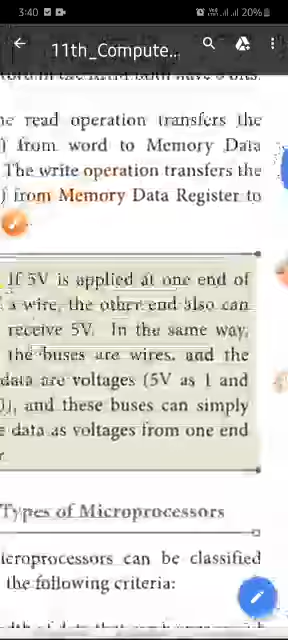 3:40 20%
11th_Compute...
read operation transfers the
) from word to Memory Data
The write operation transfers the
) from Memory Data Register to
If 5V is applied at one end of
a wire, the other end also can
receive 5V. In the same way,
the buses are wires, and the
data are voltages (5V as 1 and
), and these buses can simply
data as voltages from one end
Types of Microprocessors
icroprocessors can be classified
the following criteria: